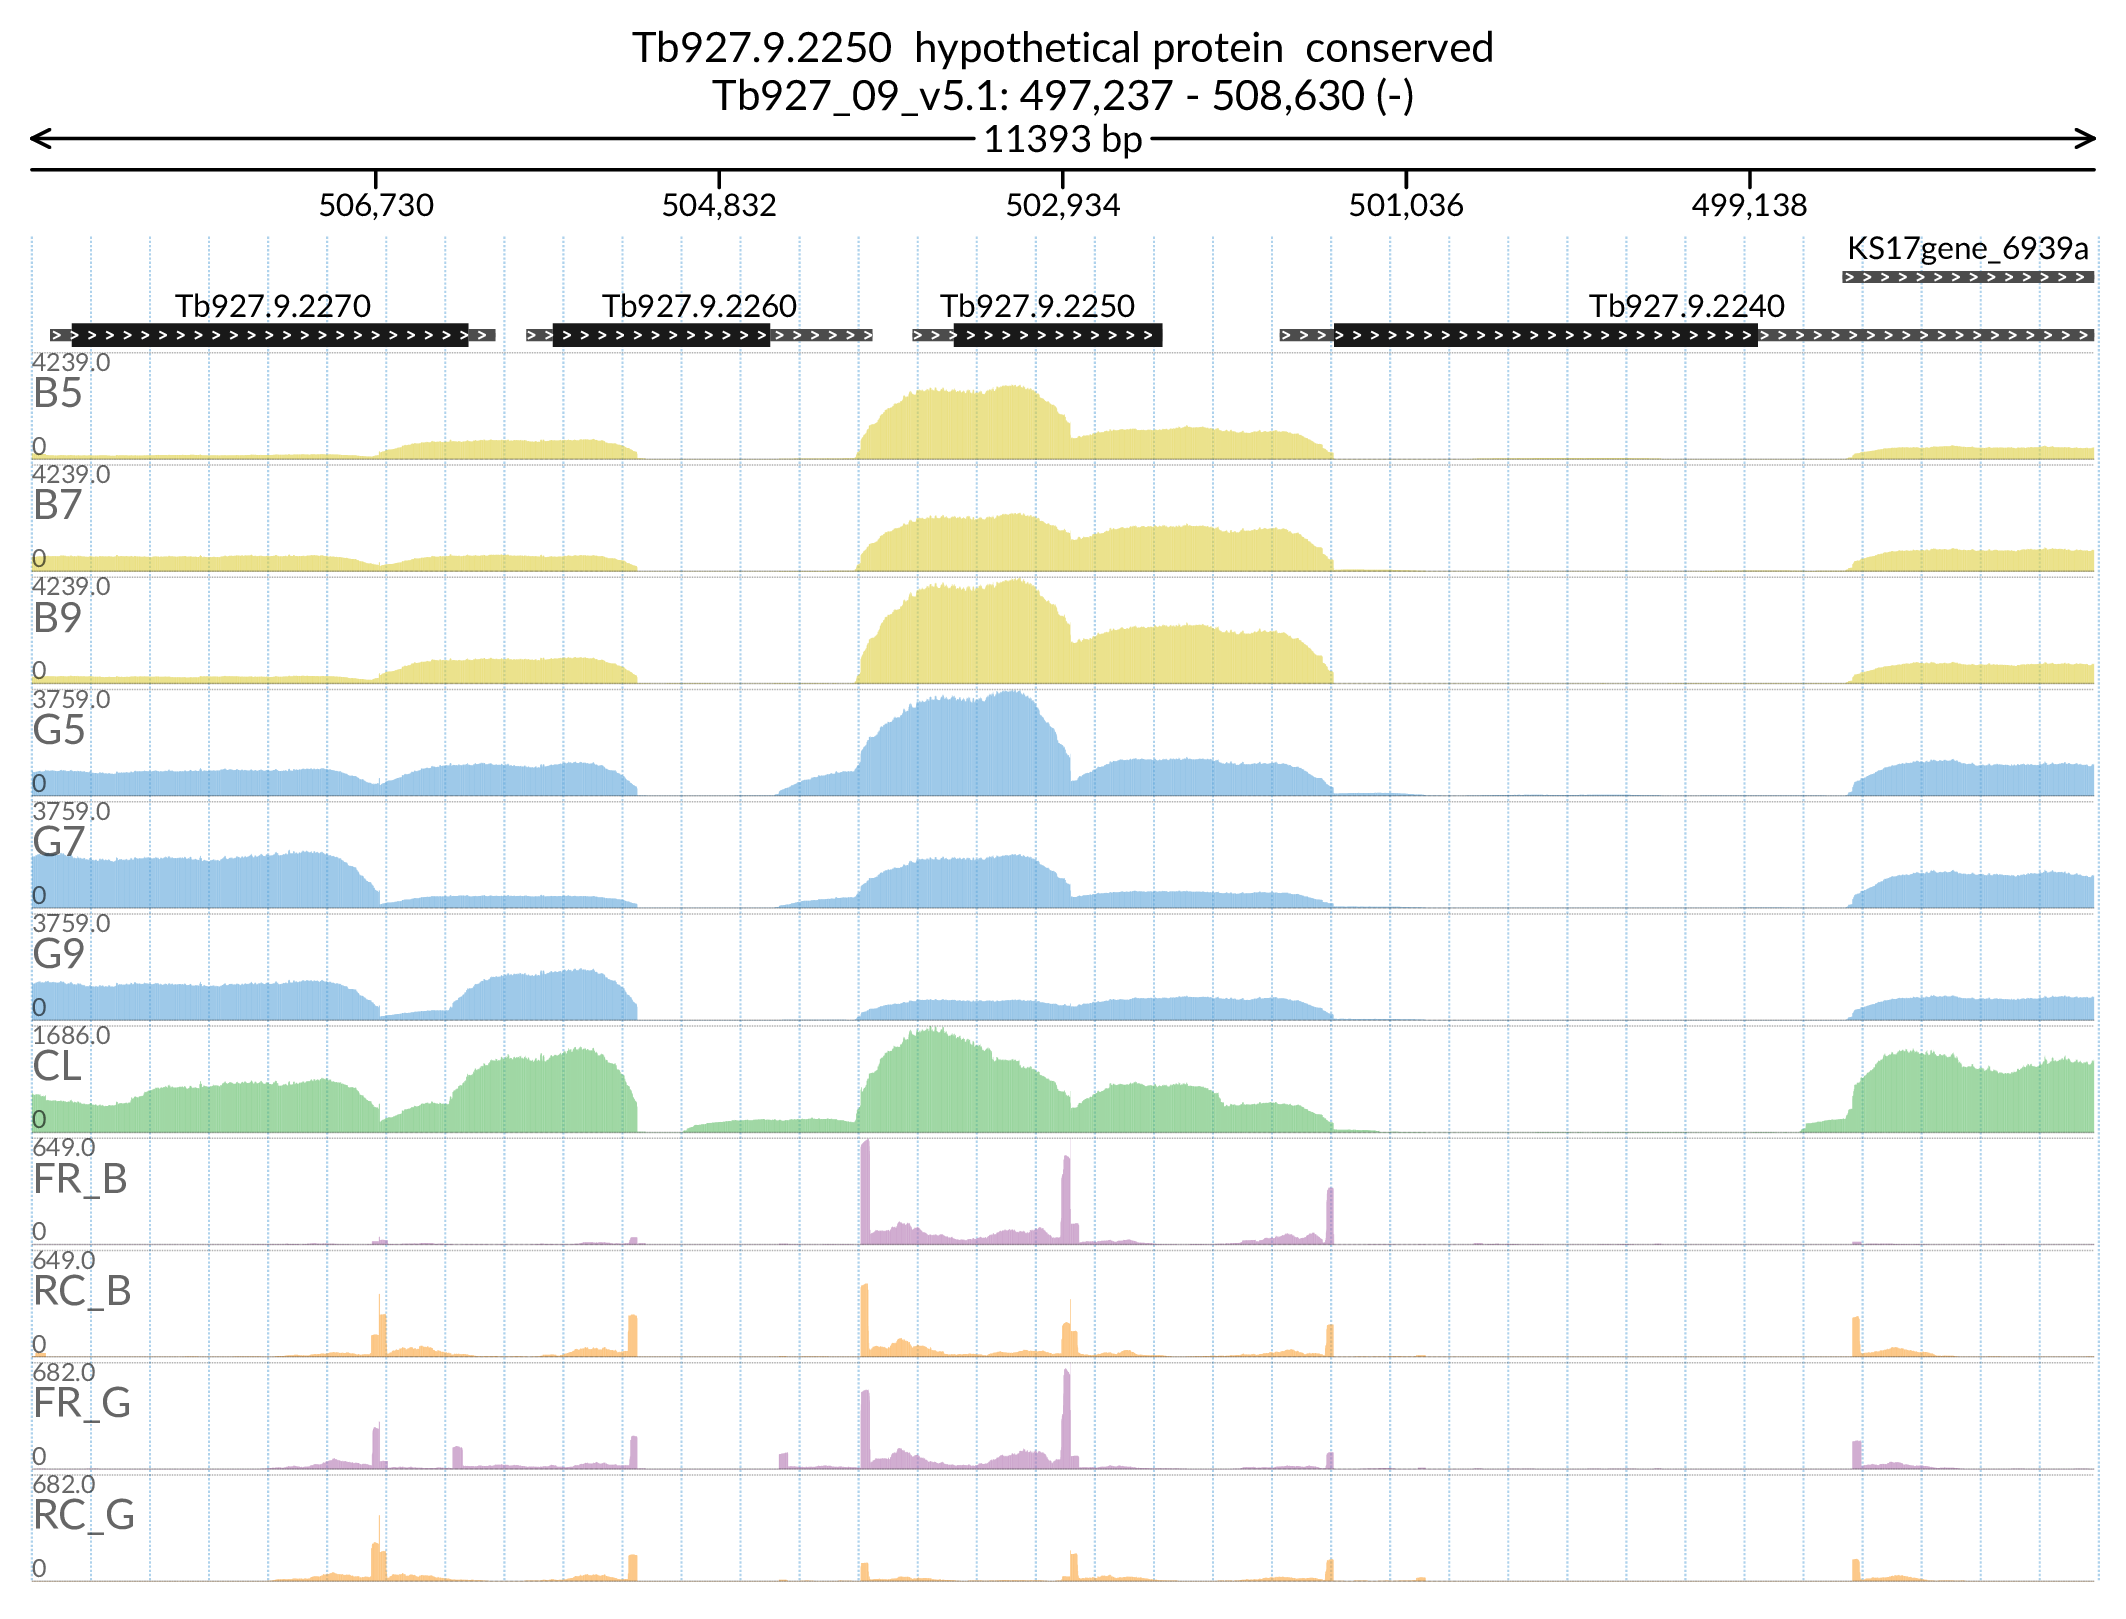 Tb927.9.2250 hypothetical protein conserved
Tb927_09_v5.1: 497,237 - 508,630 (-)
11393 bp
506,730 504,832 502,934 501,036 499,138
KS17gene_6939a
Tb927.9.2270 Tb927.9.2260 Tb927.9.2250 Tb927.9.2240
4239.0
B5
0
4239.0
B7
0
4239.0
B9
0
3759.0
G5
0
3759.0
G7
0
3759.0
G9
0
1686.0
CL
0
649.0
FR_B
0
649.0
RC_B
0
682.0
FR_G
0
682.0
RC_G
0